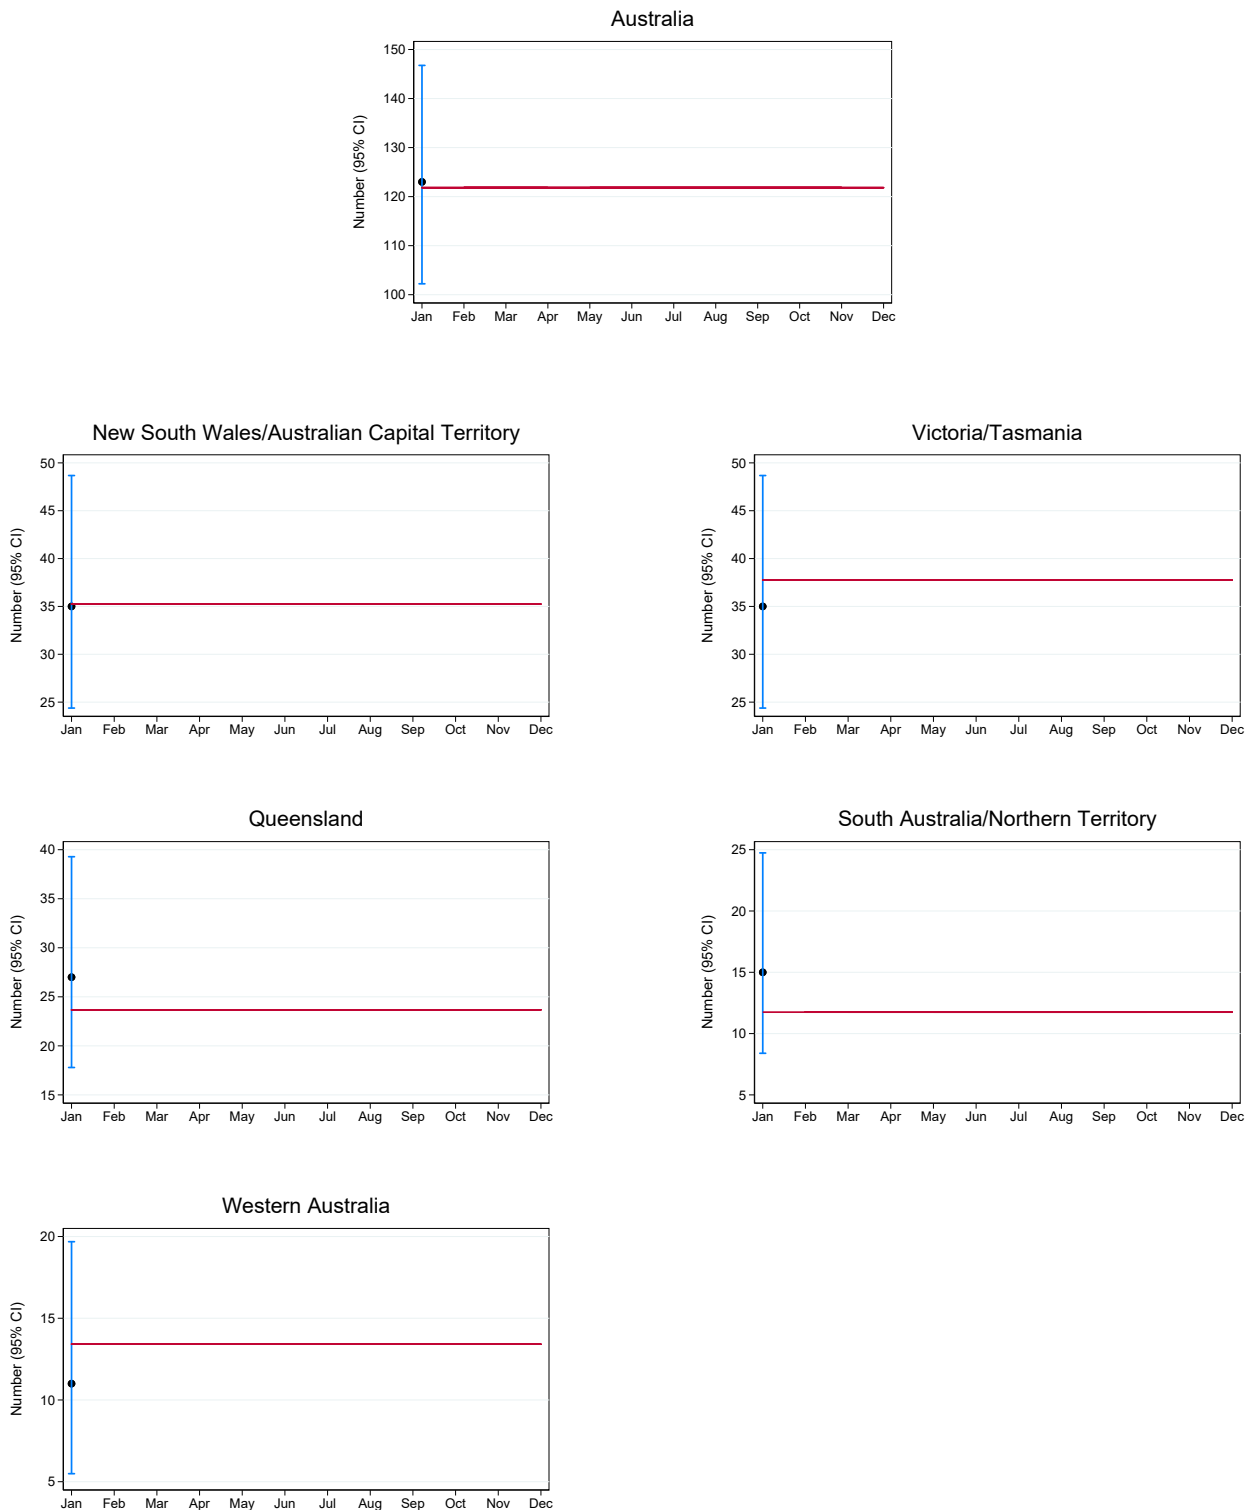 Australia
Number (95% CI)
150
140
130
120
110
100
Jan Feb Mar Apr May Jun Jul Aug Sep Oct Nov Dec
New South Wales/Australian Capital Territory
Number (95% CI)
50
45
40
35
30
25
Jan Feb Mar Apr May Jun Jul Aug Sep Oct Nov Dec
Victoria/Tasmania
Number (95% CI)
50
45
40
35
30
25
Jan Feb Mar Apr May Jun Jul Aug Sep Oct Nov Dec
Queensland
Number (95% CI)
40
35
30
25
20
15
Jan Feb Mar Apr May Jun Jul Aug Sep Oct Nov Dec
South Australia/Northern Territory
Number (95% CI)
25
20
15
10
5
Jan Feb Mar Apr May Jun Jul Aug Sep Oct Nov Dec
Western Australia
Number (95% CI)
20
15
10
5
Jan Feb Mar Apr May Jun Jul Aug Sep Oct Nov Dec